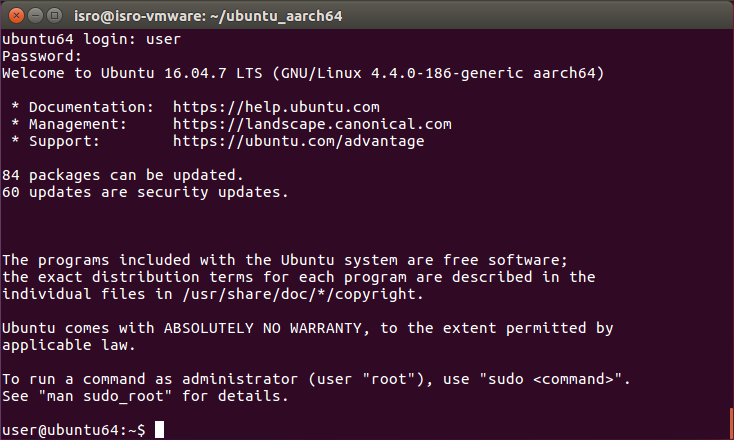 isro@isro-vmware: ~/ubuntu_aarch64
ubuntu64 login: user
Password:
Welcome to Ubuntu 16.04.7 LTS (GNU/Linux 4.4.0-186-generic aarch64)
* Documentation:  https://help.ubuntu.com
* Management:     https://landscape.canonical.com
* Support:        https://ubuntu.com/advantage
84 packages can be updated.
60 updates are security updates.
The programs included with the Ubuntu system are free software;
the exact distribution terms for each program are described in the
individual files in /usr/share/doc/*/copyright.
Ubuntu comes with ABSOLUTELY NO WARRANTY, to the extent permitted by
applicable law.
To run a command as administrator (user "root"), use "sudo <command>".
See "man sudo_root" for details.
user@ubuntu64:~$